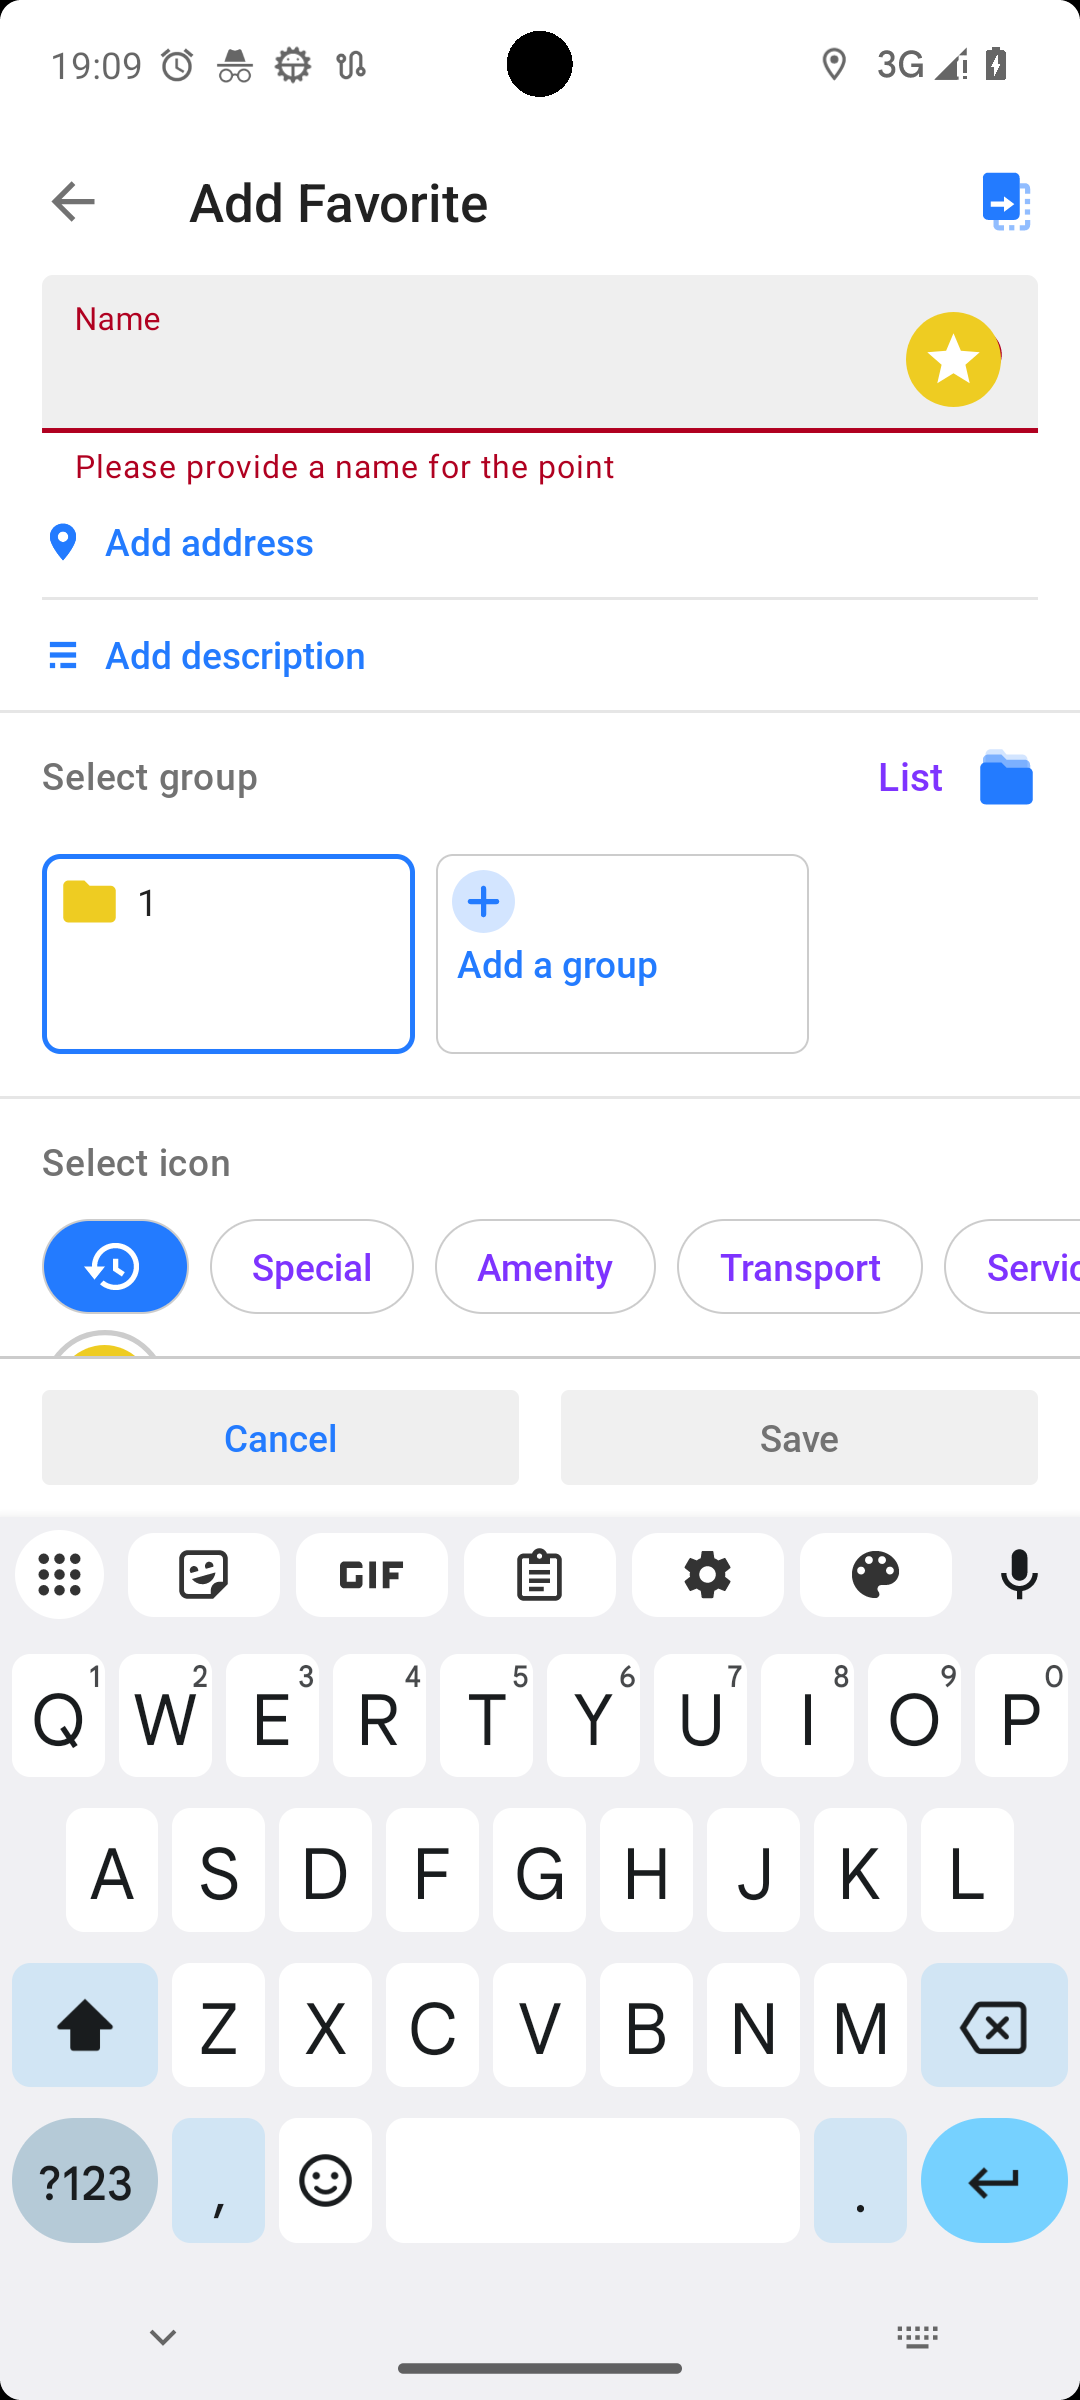 19:09
3G
Add Favorite
Name
Please provide a name for the point
Add address
Add description
Select group
List
1
Add a group
Select icon
Special
Amenity
Transport
Servic
Cancel
Save
GIF
Q1 W2 E3 R4 T5 Y6 U7 I8 O9 P0
A S D F G H J K L
Z X C V B N M
?123 , .